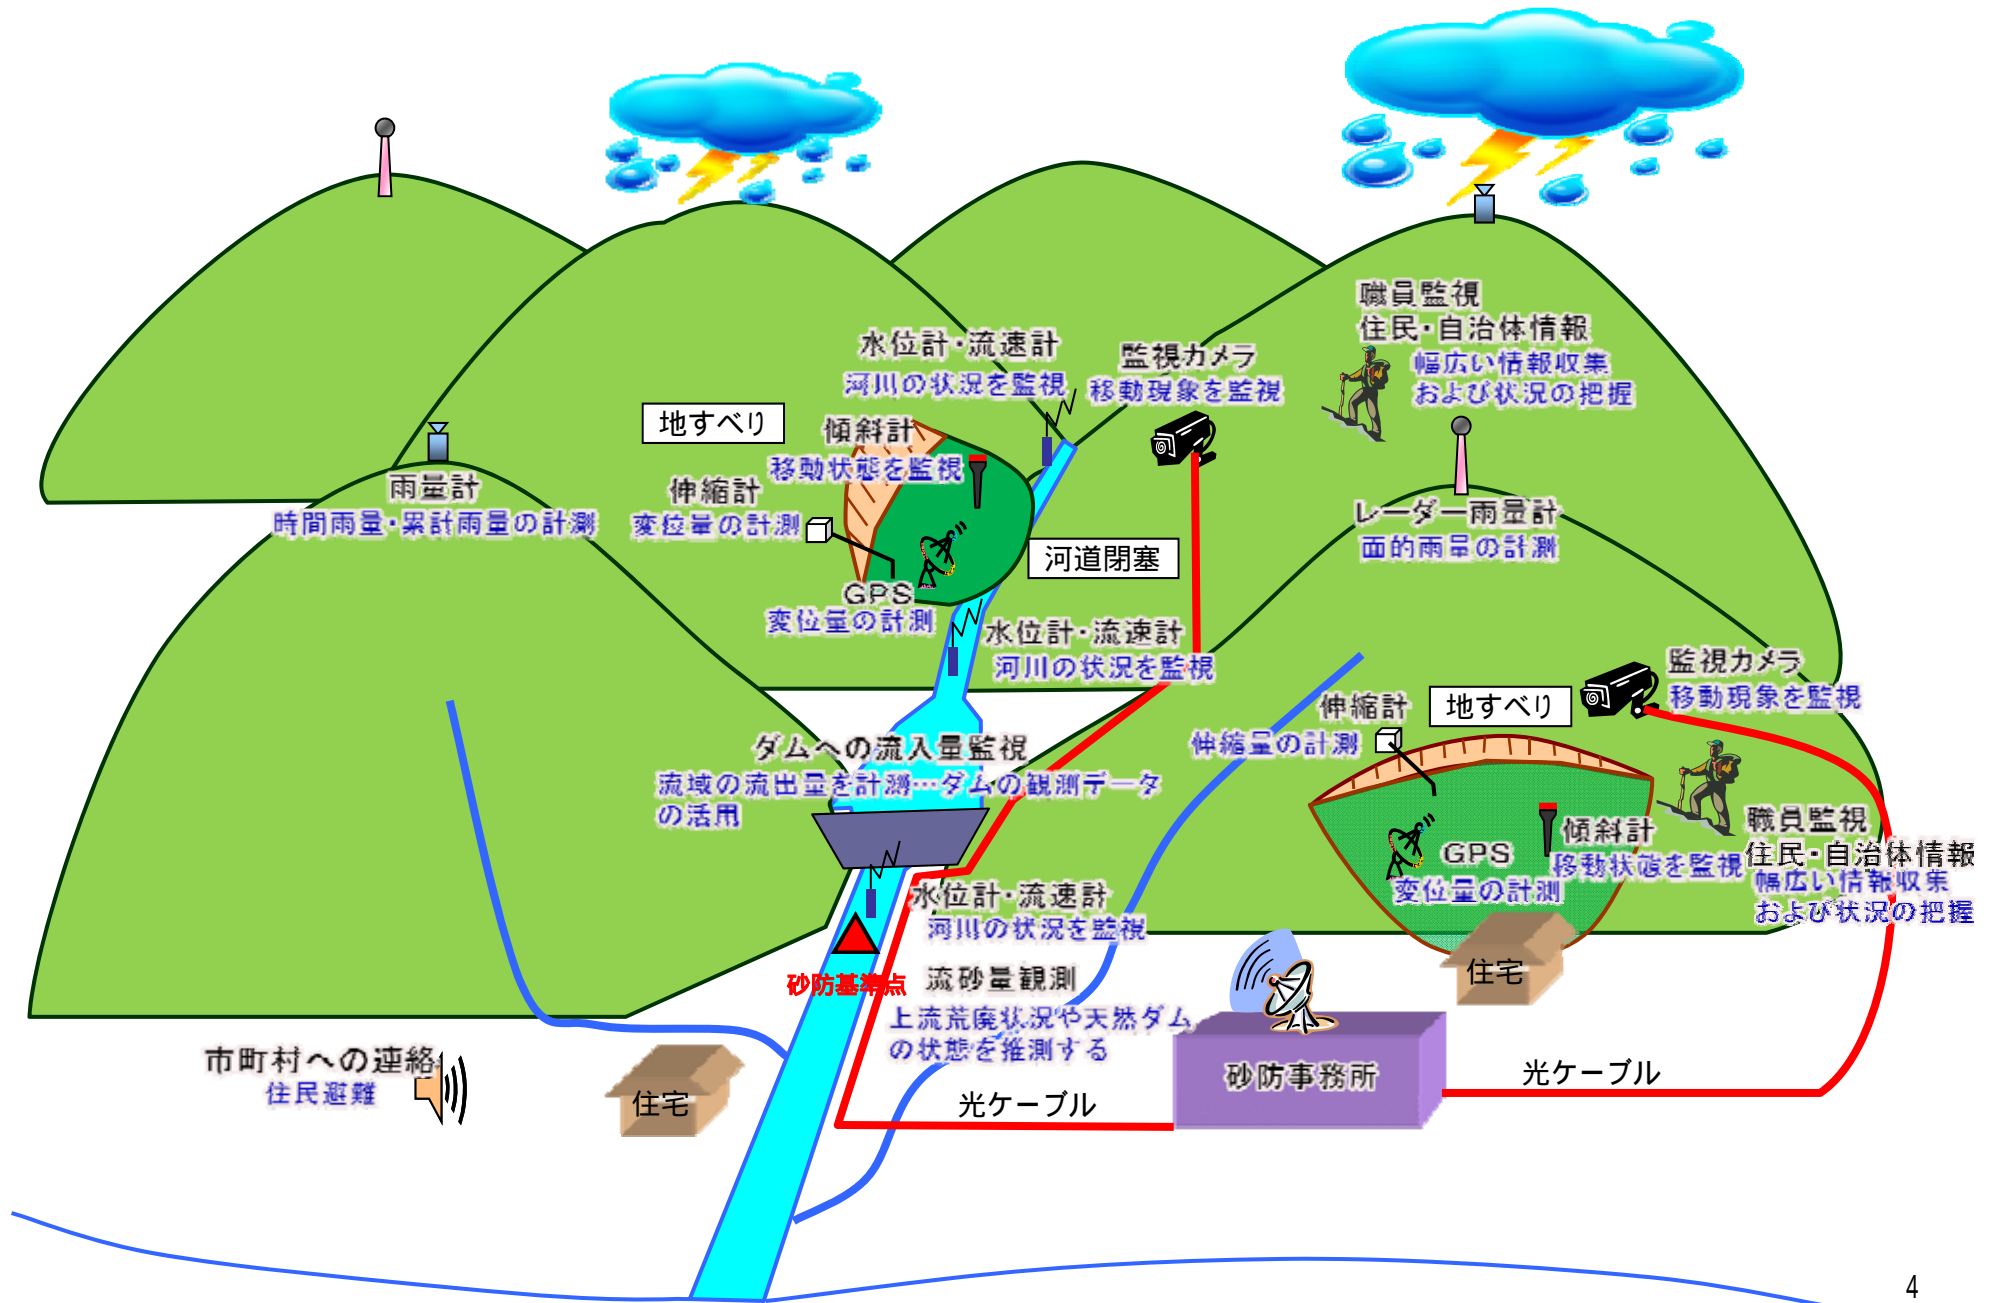 職員監視
住民・自治体情報
幅広い情報収集
および状況の把握
水位計・流速計
河川の状況を監視
監視カメラ
移動現象を監視
地すべり
傾斜計
移動状態を監視
伸縮計
変位量の計測
雨量計
時間雨量・累計雨量の計測
レーダー雨量計
面的雨量の計測
河道閉塞
GPS
変位量の計測
水位計・流速計
河川の状況を監視
監視カメラ
移動現象を監視
伸縮計
伸縮量の計測
地すべり
ダムへの流入量監視
流域の流出量を計測…ダムの観測データ
の活用
職員監視
住民・自治体情報
幅広い情報収集
および状況の把握
傾斜計
移動状態を監視
GPS
変位量の計測
水位計・流速計
河川の状況を監視
砂防基準点
流砂量観測
上流荒廃状況や天然ダム
の状態を推測する
住宅
市町村への連絡
住民避難
住宅
光ケーブル
砂防事務所
光ケーブル
4